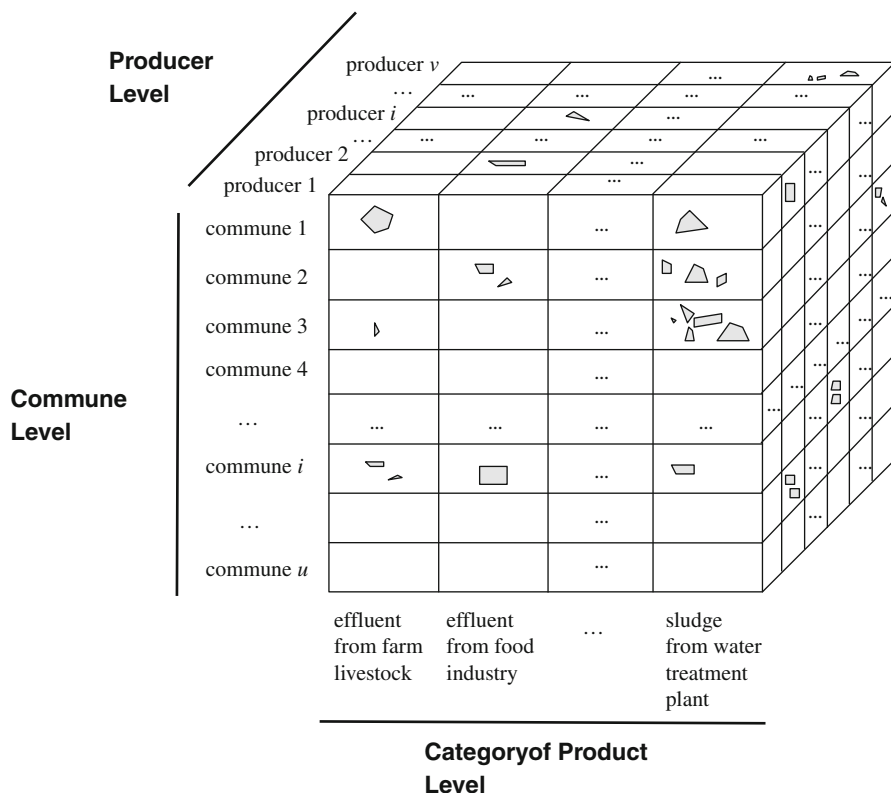 Producer
Level
producer v
...
producer i
...
producer 2
producer 1
... ... ... ... ...
... ... ... ...
...
...
...
commune 1 ...
commune 2 ...
commune 3 ...
commune 4 ...
Commune
Level
... ... ... ... ...
commune i ...
... ...
commune u ...
effluent
from farm
livestock
effluent
from food
industry
...
sludge
from water
treatment
plant
Categoryof Product
Level